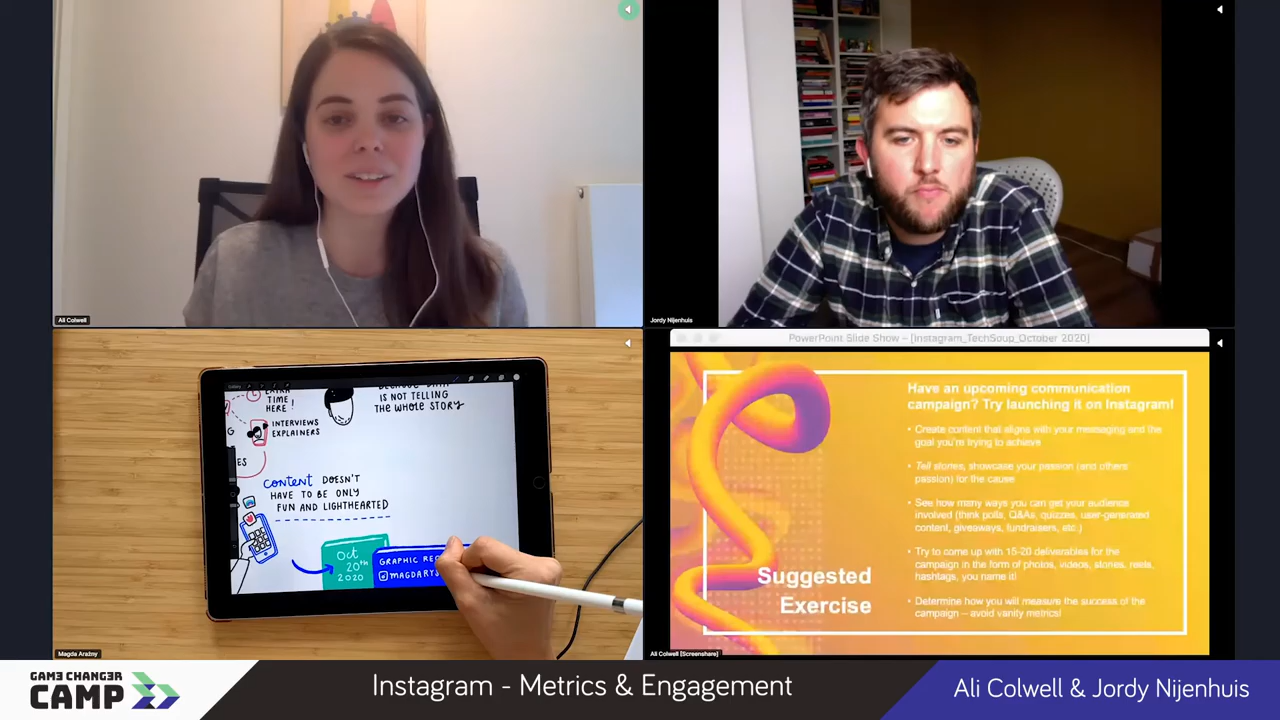 Ali Colwell
Jordy Nijenhuis
TIME
HERE!
IS NOT TELLING
THE WHOLE STORY
INTERVIEWS
EXPLAINERS
G
ES
content DOESN'T
HAVE TO BE ONLY
FUN AND LIGHTHEARTED
Oct
20th
2020
GRAPHIC RE
MAGDARYS
Magda Arażny
PowerPoint Slide Show – [Instagram_TechSoup_October 2020]
Have an upcoming communication
campaign? Try launching it on Instagram!
• Create content that aligns with your messaging and the
goal you're trying to achieve
• Tell stories, showcase your passion (and others'
passion) for the cause
• See how many ways you can get your audience
involved (think polls, Q&As, quizzes, user-generated
content, giveaways, fundraisers, etc.)
• Try to come up with 15-20 deliverables for the
campaign in the form of photos, videos, stories, reels,
hashtags, you name it!
• Determine how you will measure the success of the
campaign – avoid vanity metrics!
Suggested
Exercise
Ali Colwell [Screenshare]
GAME CHANGER
CAMP
Instagram - Metrics & Engagement
Ali Colwell & Jordy Nijenhuis